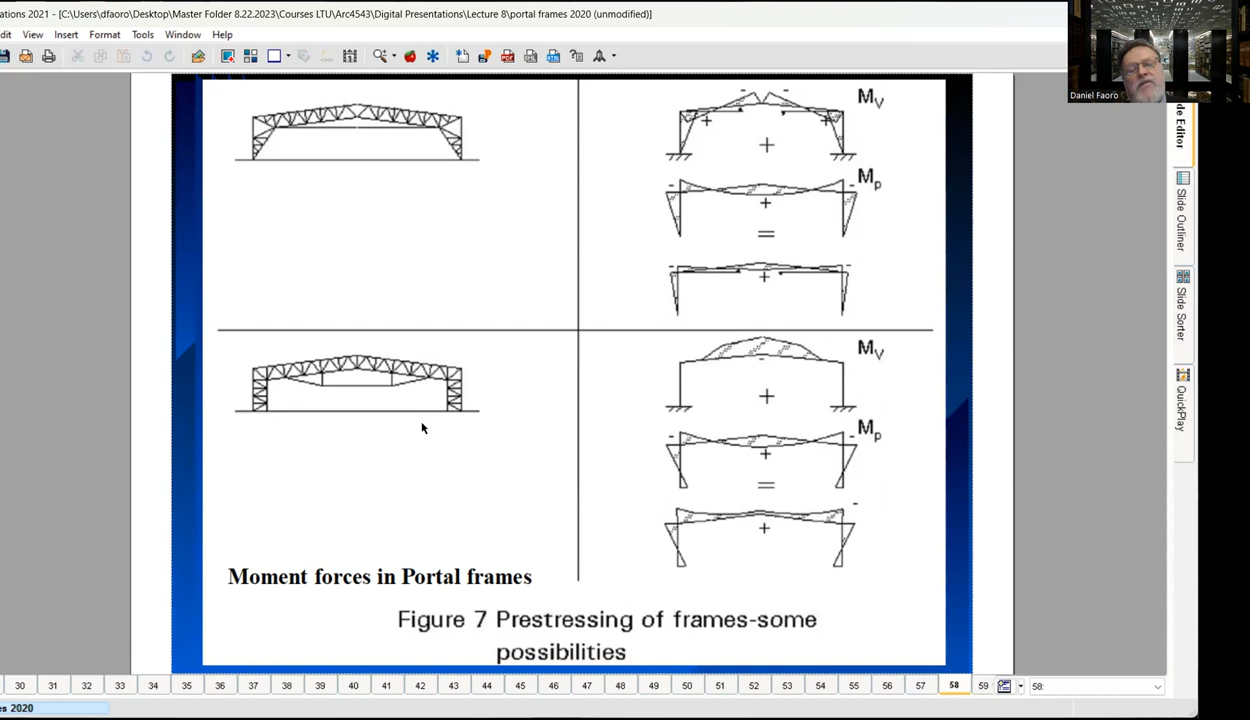 ations 2021 - [C:\Users\dfaoro\Desktop\Master Folder 8.22.2023\Courses LTU\Arc4543\Digital Presentations\Lecture 8\portal frames 2020 (unmodified)]
dit View Insert Format Tools Window Help
Daniel Faoro
de Editor
Slide Outliner
Slide Sorter
QuickPlay
- - MV
+ +
+
- - Mp
+
=
- -
+
MV
-
+
- - Mp
+
=
-
+
Moment forces in Portal frames
Figure 7 Prestressing of frames-some
possibilities
30 31 32 33 34 35 36 37 38 39 40 41 42 43 44 45 46 47 48 49 50 51 52 53 54 55 56 57 58 59 58:
es 2020